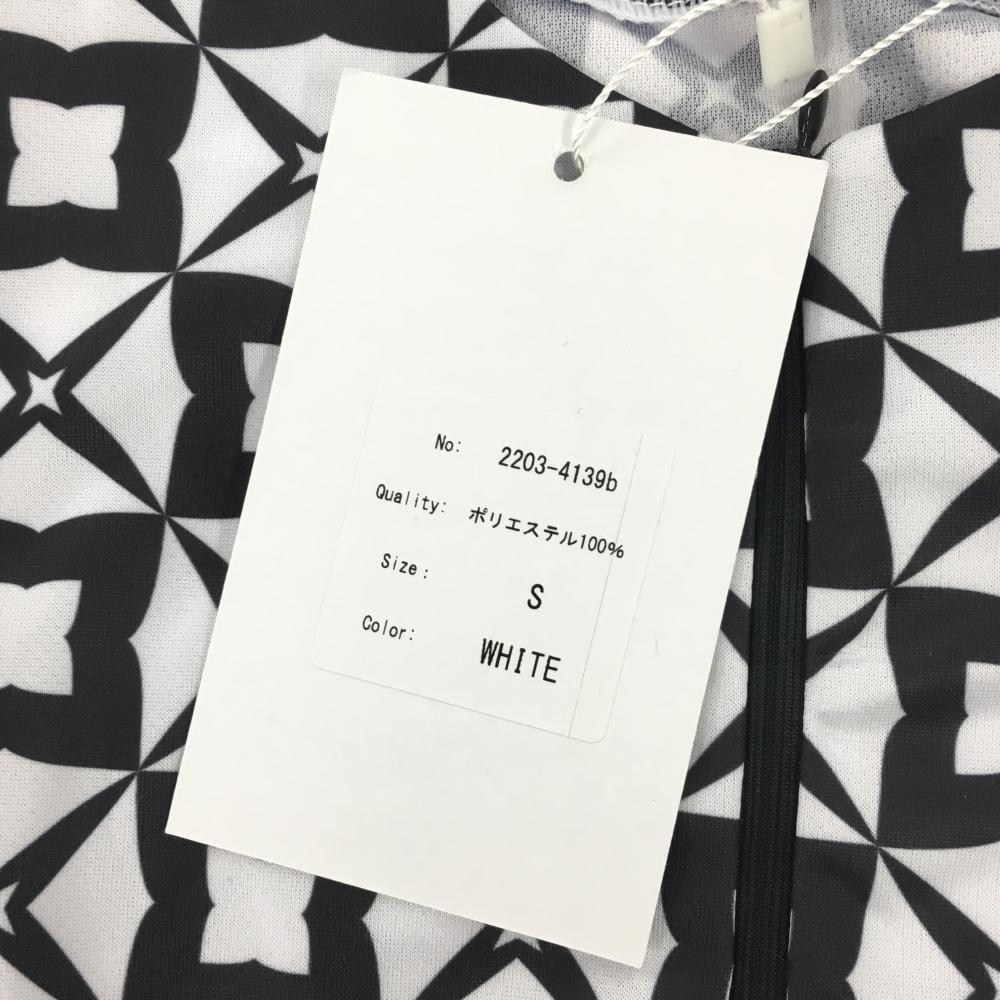 No: 2203-4139b
Quality: ポリエステル100%
Size: S
Color: WHITE